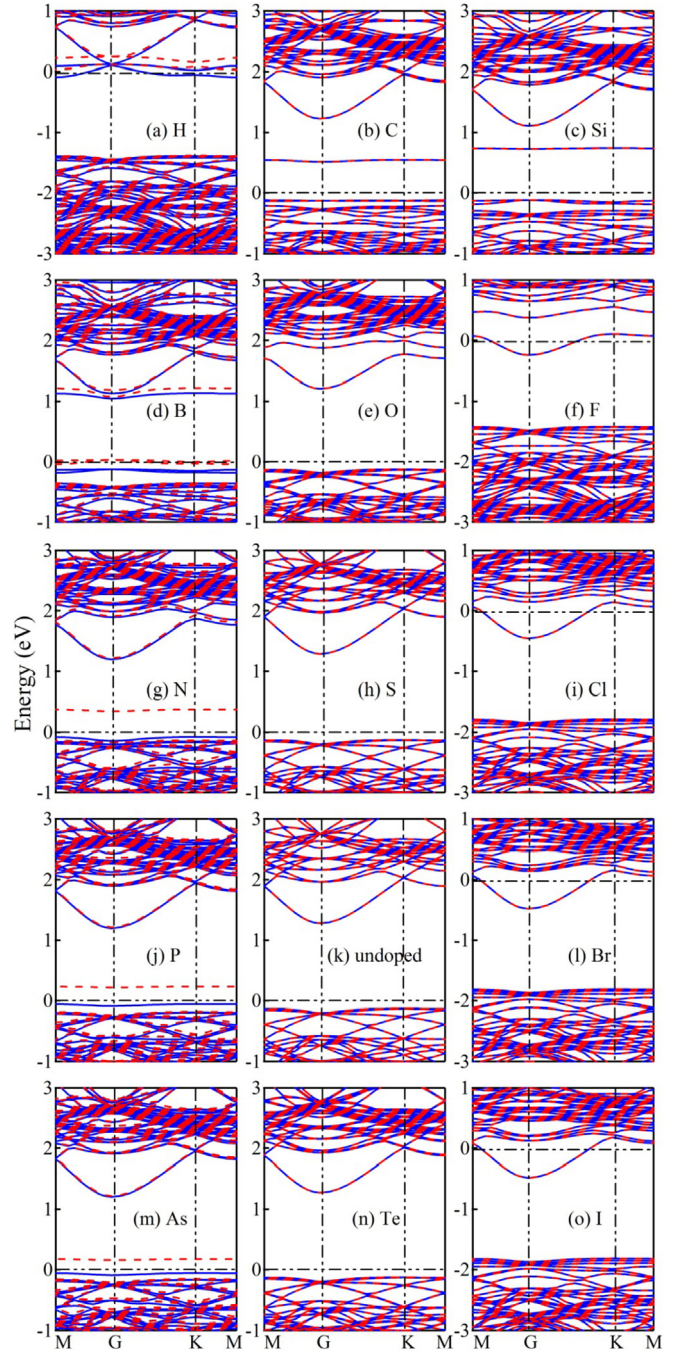 1 3 3
0 2 2
-1 (a) H 1 (b) C 1 (c) Si
-2 0 0
-3 -1 -1
3 3 1
2 2 0
1 (d) B 1 (e) O -1 (f) F
0 0 -2
-1 -1 -3
Energy (eV)
3 3 1
2 2 0
1 (g) N 1 (h) S -1 (i) Cl
0 0 -2
-1 -1 -3
3 3 1
2 2 0
1 (j) P 1 (k) undoped -1 (l) Br
0 0 -2
-1 -1 -3
3 3 1
2 2 0
1 (m) As 1 (n) Te -1 (o) I
0 0 -2
-1 -1 -3
M G K M G K M G K M